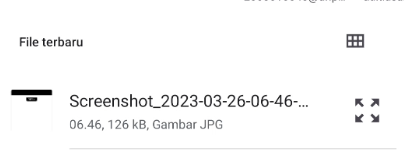 File terbaru
Screenshot_2023-03-26-06-46-...
06.46, 126 kB, Gambar JPG